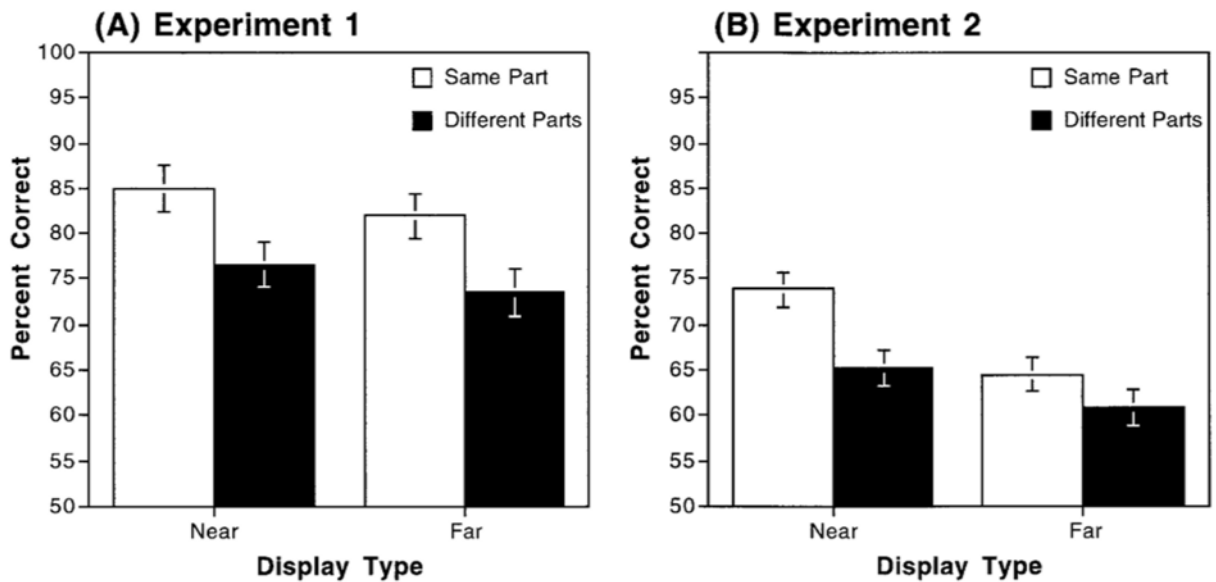 (A) Experiment 1
Percent Correct
100
95
90
85
80
75
70
65
60
55
50
Same Part
Different Parts
Near
Far
Display Type
(B) Experiment 2
Percent Correct
95
90
85
80
75
70
65
60
55
50
Same Part
Different Parts
Near
Far
Display Type